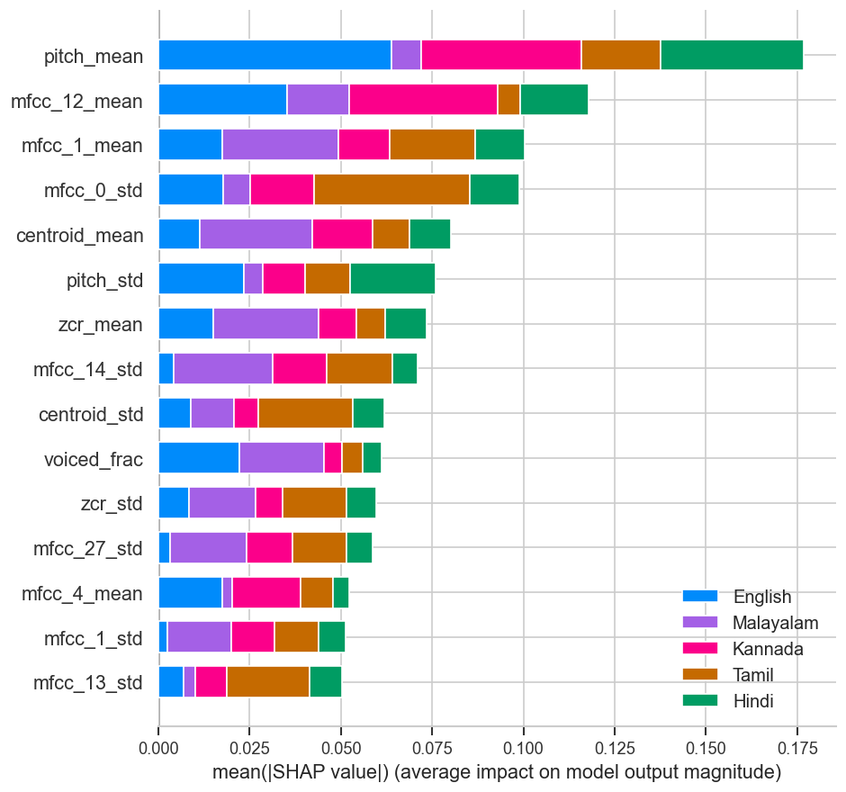 pitch_mean
mfcc_12_mean
mfcc_1_mean
mfcc_0_std
centroid_mean
pitch_std
zcr_mean
mfcc_14_std
centroid_std
voiced_frac
zcr_std
mfcc_27_std
mfcc_4_mean
mfcc_1_std
mfcc_13_std
English
Malayalam
Kannada
Tamil
Hindi
0.000 0.025 0.050 0.075 0.100 0.125 0.150 0.175
mean(|SHAP value|) (average impact on model output magnitude)